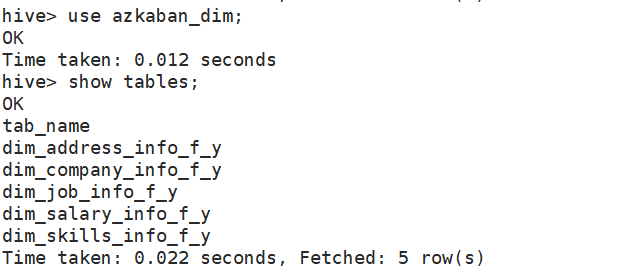 hive> use azkaban_dim;
OK
Time taken: 0.012 seconds
hive> show tables;
OK
tab_name
dim_address_info_f_y
dim_company_info_f_y
dim_job_info_f_y
dim_salary_info_f_y
dim_skills_info_f_y
Time taken: 0.022 seconds, Fetched: 5 row(s)